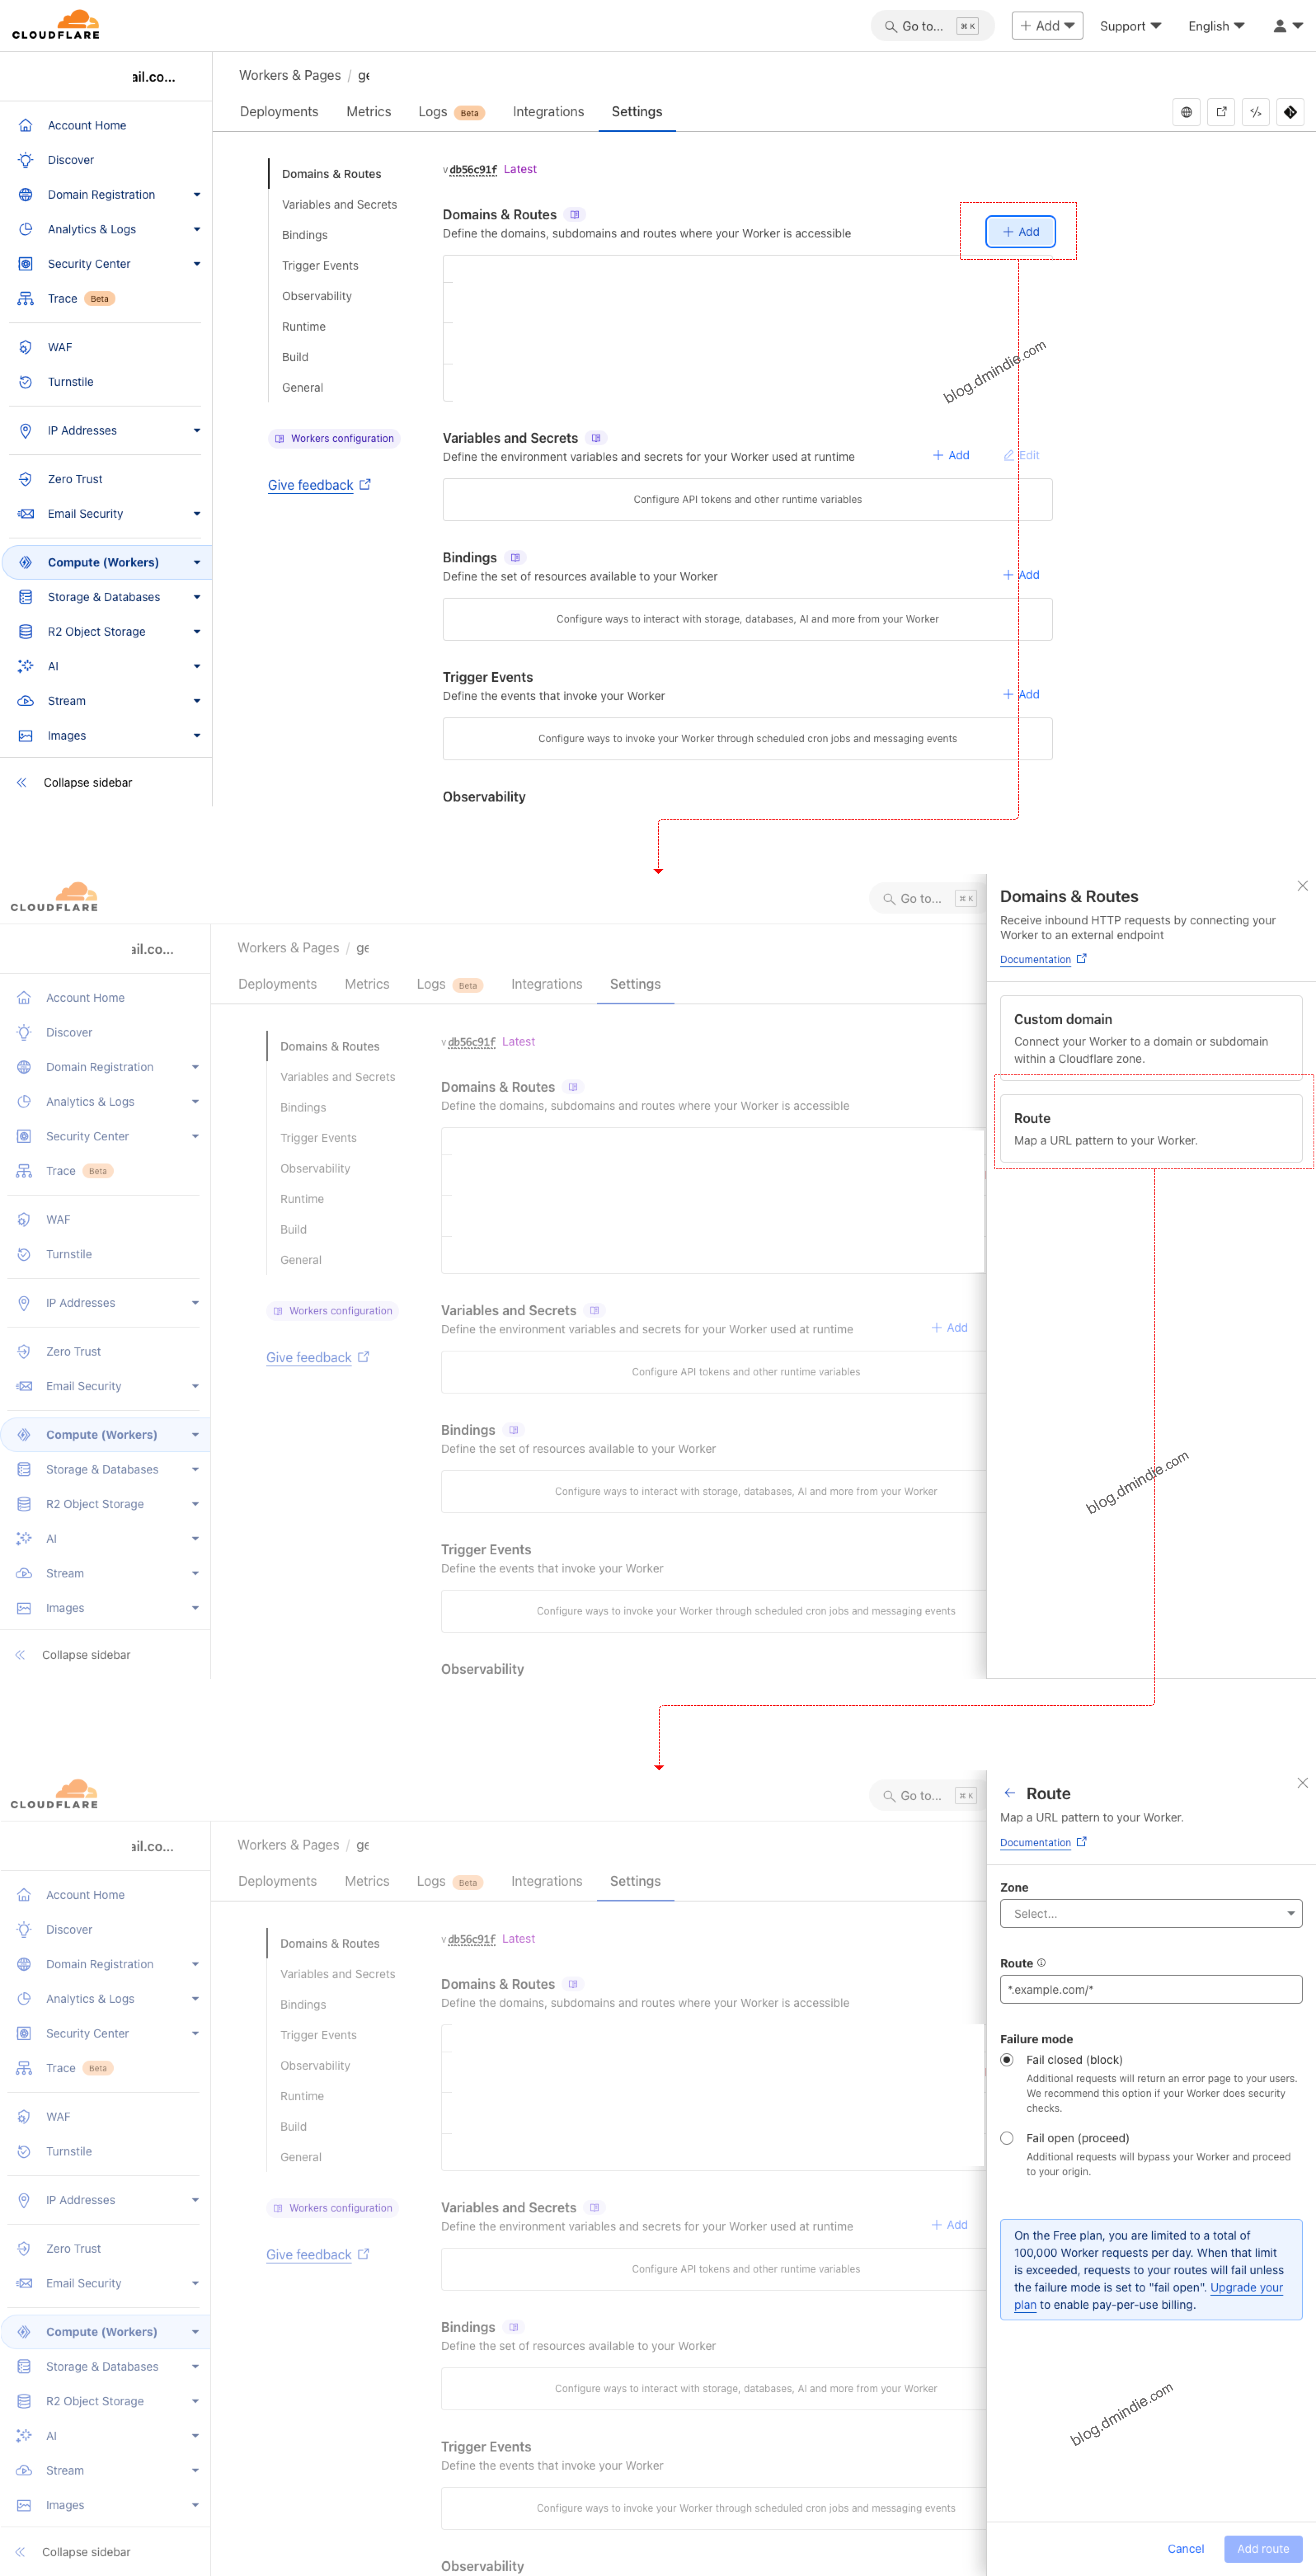 CLOUDFLARE
Go to... ⌘ K
+ Add
Support
English
ail.co...
Account Home
Discover
Domain Registration
Analytics & Logs
Security Center
Trace Beta
WAF
Turnstile
IP Addresses
Zero Trust
Email Security
Compute (Workers)
Storage & Databases
R2 Object Storage
AI
Stream
Images
Collapse sidebar
Workers & Pages / ge
Deployments Metrics Logs Beta Integrations Settings
Domains & Routes
Variables and Secrets
Bindings
Trigger Events
Observability
Runtime
Build
General
Workers configuration
Give feedback
v db56c91f Latest
Domains & Routes
Define the domains, subdomains and routes where your Worker is accessible
+ Add
blog.dmindie.com
Variables and Secrets
Define the environment variables and secrets for your Worker used at runtime
+ Add Edit
Configure API tokens and other runtime variables
Bindings
Define the set of resources available to your Worker
+ Add
Configure ways to interact with storage, databases, AI and more from your Worker
Trigger Events
Define the events that invoke your Worker
+ Add
Configure ways to invoke your Worker through scheduled cron jobs and messaging events
Observability
CLOUDFLARE
Go to... ⌘ K
ail.co...
Account Home
Discover
Domain Registration
Analytics & Logs
Security Center
Trace Beta
WAF
Turnstile
IP Addresses
Zero Trust
Email Security
Compute (Workers)
Storage & Databases
R2 Object Storage
AI
Stream
Images
Collapse sidebar
Workers & Pages / ge
Deployments Metrics Logs Beta Integrations Settings
Domains & Routes
Variables and Secrets
Bindings
Trigger Events
Observability
Runtime
Build
General
Workers configuration
Give feedback
v db56c91f Latest
Domains & Routes
Define the domains, subdomains and routes where your Worker is accessible
Variables and Secrets
Define the environment variables and secrets for your Worker used at runtime
+ Add
Configure API tokens and other runtime variables
Bindings
Define the set of resources available to your Worker
Configure ways to interact with storage, databases, AI and more from your Worker
Trigger Events
Define the events that invoke your Worker
Configure ways to invoke your Worker through scheduled cron jobs and messaging events
Observability
Domains & Routes
Receive inbound HTTP requests by connecting your
Worker to an external endpoint
Documentation
Custom domain
Connect your Worker to a domain or subdomain
within a Cloudflare zone.
Route
Map a URL pattern to your Worker.
blog.dmindie.com
CLOUDFLARE
Go to... ⌘ K
ail.co...
Account Home
Discover
Domain Registration
Analytics & Logs
Security Center
Trace Beta
WAF
Turnstile
IP Addresses
Zero Trust
Email Security
Compute (Workers)
Storage & Databases
R2 Object Storage
AI
Stream
Images
Collapse sidebar
Workers & Pages / ge
Deployments Metrics Logs Beta Integrations Settings
Domains & Routes
Variables and Secrets
Bindings
Trigger Events
Observability
Runtime
Build
General
Workers configuration
Give feedback
v db56c91f Latest
Domains & Routes
Define the domains, subdomains and routes where your Worker is accessible
Variables and Secrets
Define the environment variables and secrets for your Worker used at runtime
+ Add
Configure API tokens and other runtime variables
Bindings
Define the set of resources available to your Worker
Configure ways to interact with storage, databases, AI and more from your Worker
Trigger Events
Define the events that invoke your Worker
Configure ways to invoke your Worker through scheduled cron jobs and messaging events
Observability
Route
Map a URL pattern to your Worker.
Documentation
Zone
Select...
Route
*.example.com/*
Failure mode
Fail closed (block)
Additional requests will return an error page to your users.
We recommend this option if your Worker does security
checks.
Fail open (proceed)
Additional requests will bypass your Worker and proceed
to your origin.
On the Free plan, you are limited to a total of
100,000 Worker requests per day. When that limit
is exceeded, requests to your routes will fail unless
the failure mode is set to "fail open". Upgrade your
plan to enable pay-per-use billing.
blog.dmindie.com
Cancel Add route